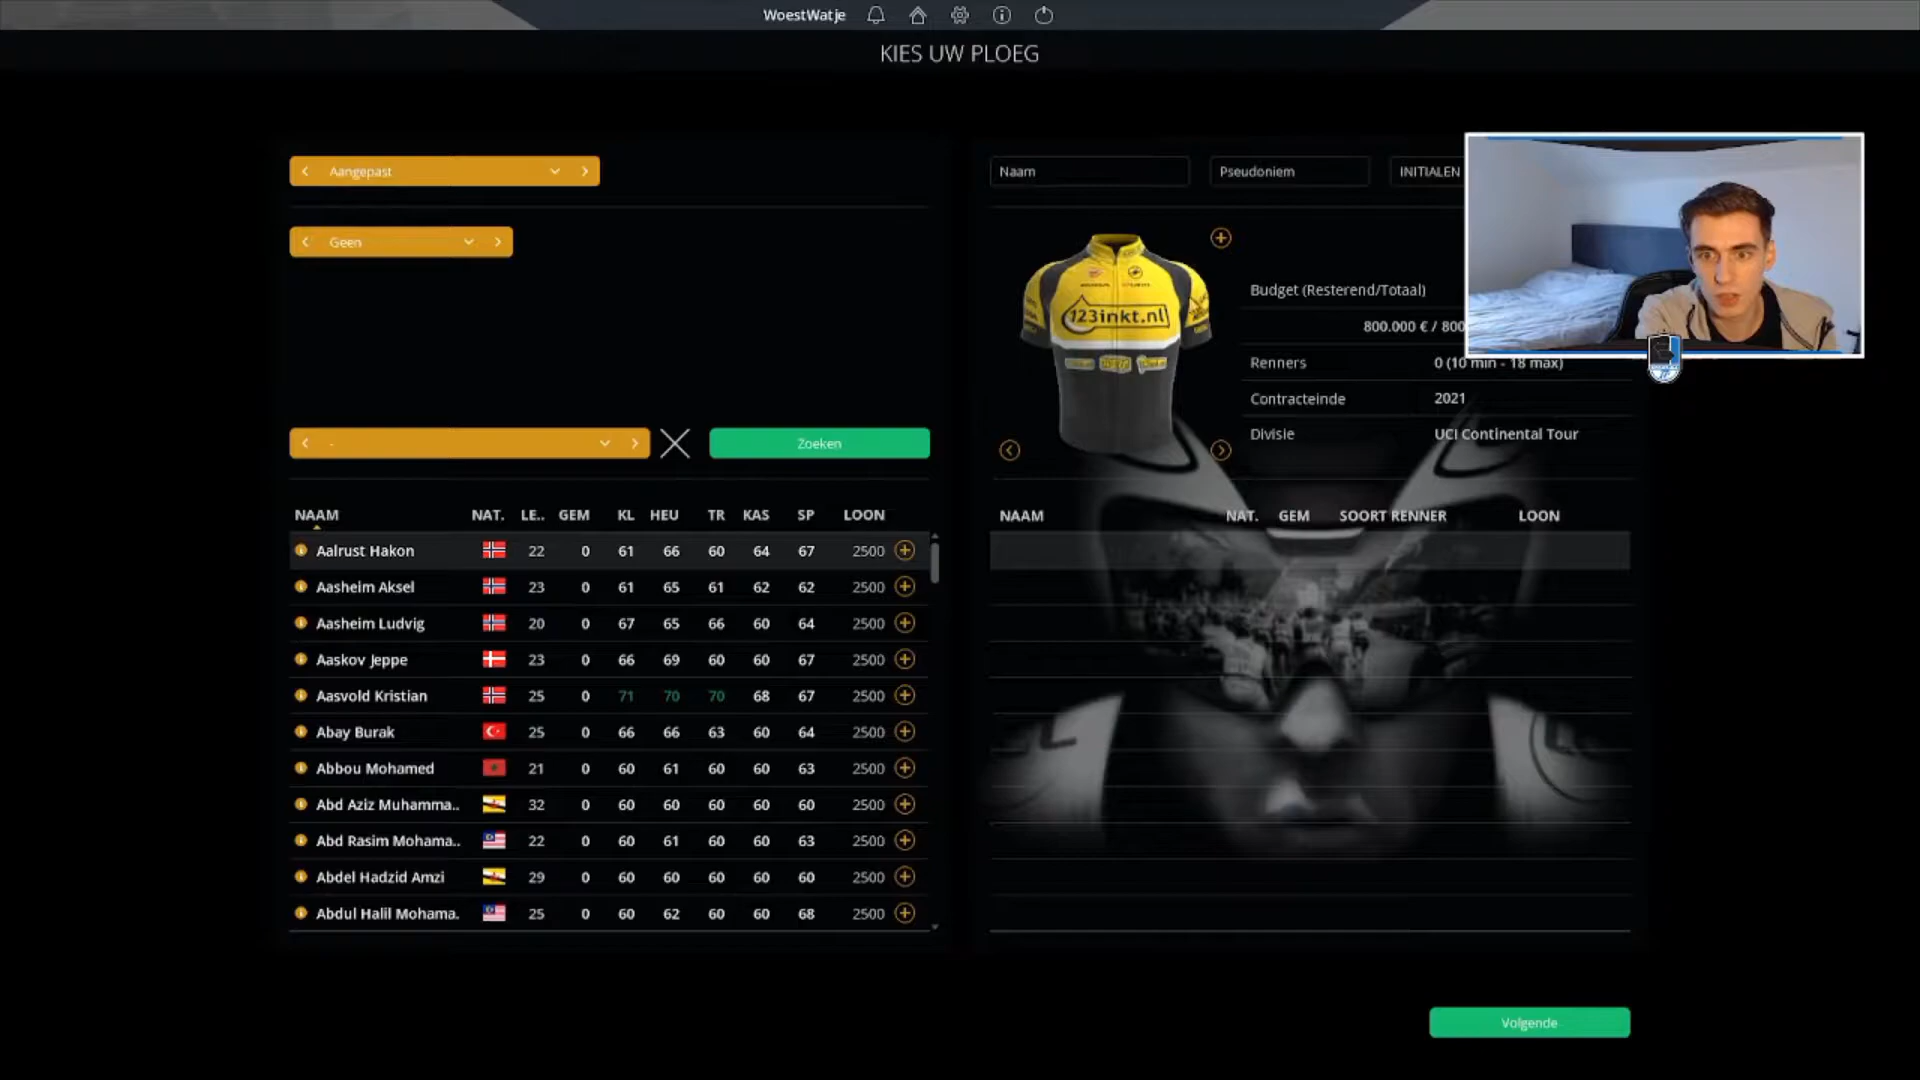 WoestWatje
KIES UW PLOEG
Aangepast
Geen
-
Zoeken
NAAM NAT. LE.. GEM KL HEU TR KAS SP LOON
Aalrust Hakon 22 0 61 66 60 64 67 2500
Aasheim Aksel 23 0 61 65 61 62 62 2500
Aasheim Ludvig 20 0 67 65 66 60 64 2500
Aaskov Jeppe 23 0 66 69 60 60 67 2500
Aasvold Kristian 25 0 71 70 70 68 67 2500
Abay Burak 25 0 66 66 63 60 64 2500
Abbou Mohamed 21 0 60 61 60 60 63 2500
Abd Aziz Muhamma.. 32 0 60 60 60 60 60 2500
Abd Rasim Mohama.. 22 0 60 61 60 60 63 2500
Abdel Hadzid Amzi 29 0 60 60 60 60 60 2500
Abdul Halil Mohama. 25 0 60 62 60 60 68 2500
Naam Pseudoniem INITIALEN
123inkt.nl
Budget (Resterend/Totaal)
800.000 € / 800
Renners 0 (10 min - 18 max)
Contracteinde 2021
Divisie UCI Continental Tour
NAAM NAT. GEM SOORT RENNER LOON
Volgende